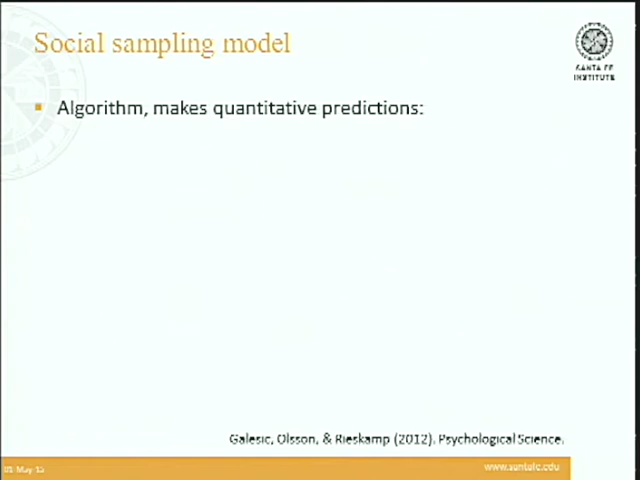 Social sampling model
SANTA FE
INSTITUTE
Algorithm, makes quantitative predictions:
Galesic, Olsson, & Rieskamp (2012). Psychological Science.
www.santafe.edu